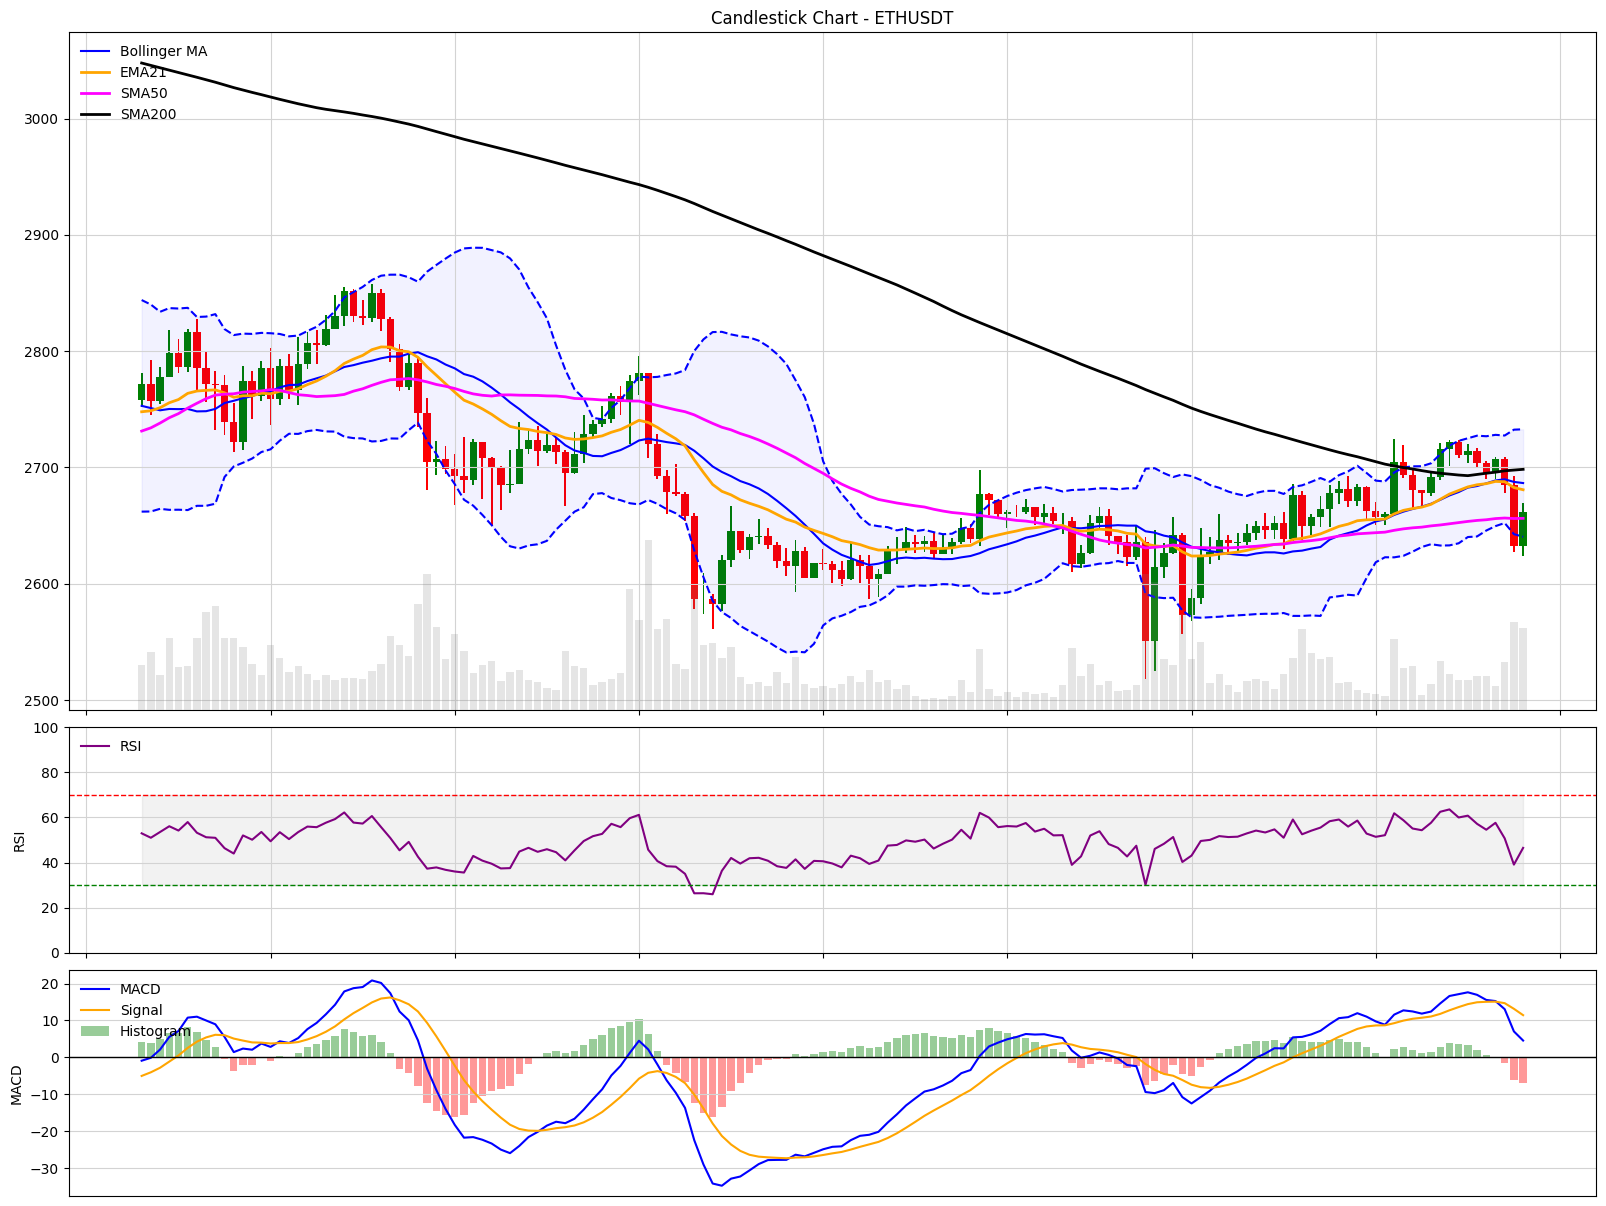 Candlestick Chart - ETHUSDT
Bollinger MA
EMA21
SMA50
SMA200
3000
2900
2800
2700
2600
2500
RSI
RSI
100
80
60
40
20
0
MACD
Signal
Histogram
MACD
20
10
0
−10
−20
−30